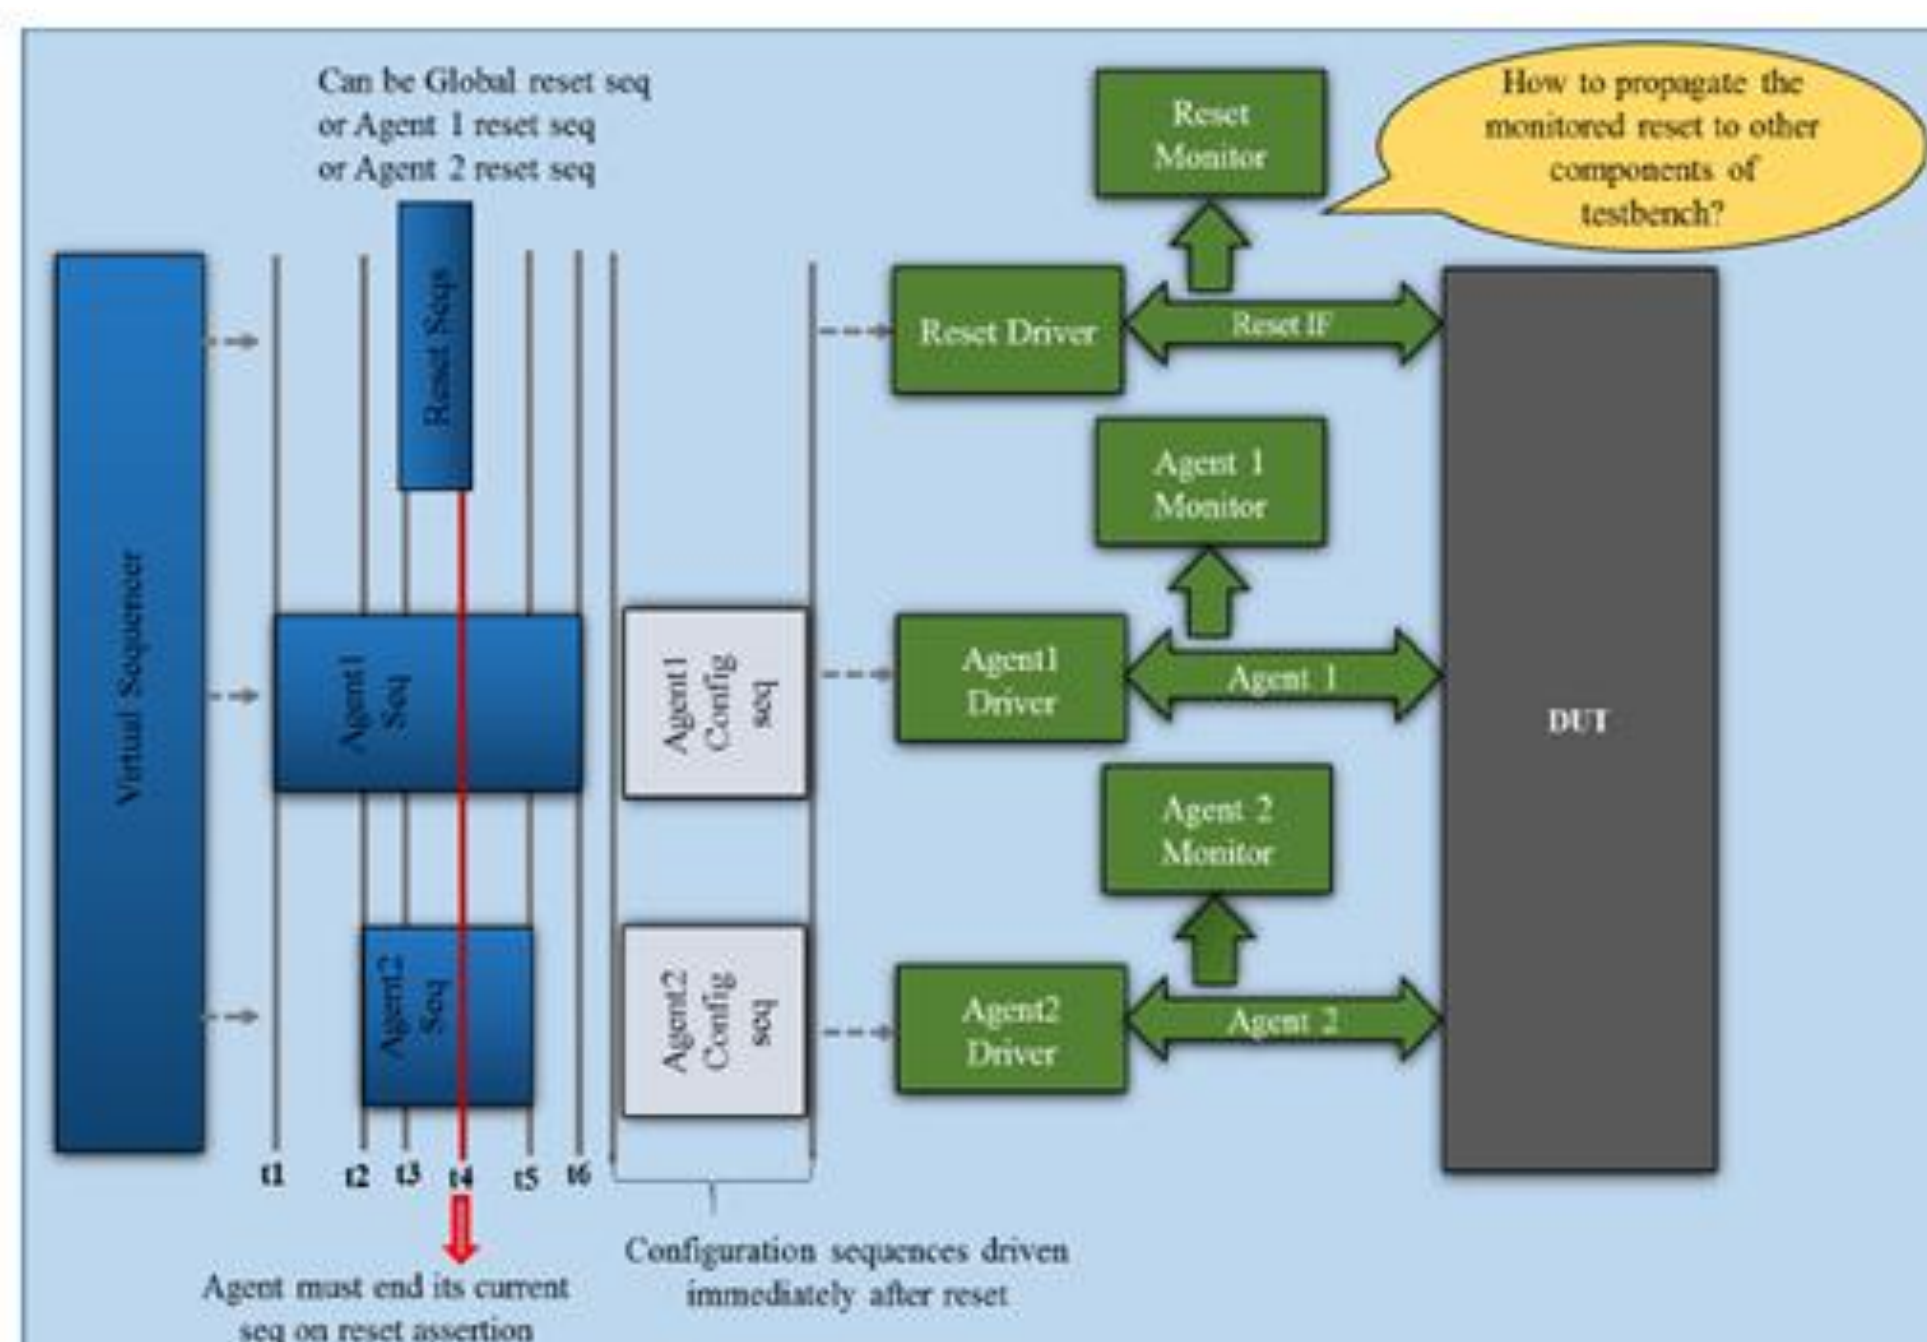 Can be Global reset seq
or Agent 1 reset seq
or Agent 2 reset seq
Reset
Monitor
How to propagate the
monitored reset to other
components of
testbench?
Virtual Sequencer
Reset Seqs
Reset Driver
Reset IF
Agent 1
Monitor
Agent1
Seq
Agent1
Config
seq
Agent1
Driver
Agent 1
DUT
Agent 2
Monitor
Agent2
Seq
Agent2
Config
seq
Agent2
Driver
Agent 2
t1
t2
t3
t4
t5
t6
Agent must end its current
seq on reset assertion
Configuration sequences driven
immediately after reset